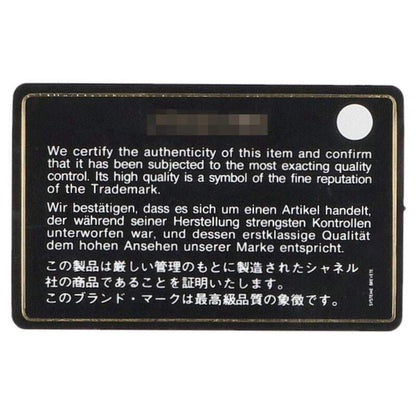 We certify the authenticity of this item and confirm
that it has been subjected to the most exacting quality
control. Its high quality is a symbol of the fine reputation
of the Trademark.
Wir bestätigen, dass es sich um einen Artikel handelt,
der während seiner Herstellung strengsten Kontrollen
unterworfen war, und dessen erstklassige Qualität
dem hohen Ansehen unserer Marke entspricht.
この製品は厳しい管理のもとに製造されたシャネル
社の商品であることを証明いたします。
このブランド・マークは最高級品質の象徴です。
SYSTEME BREVETE